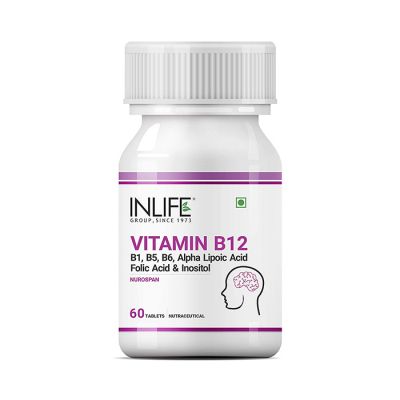 INLIFE
GROUP, SINCE 1973
VITAMIN B12
B1, B5, B6, Alpha Lipoic Acid
Folic Acid & Inositol
NUROSPAN
60 TABLETS NUTRACEUTICAL